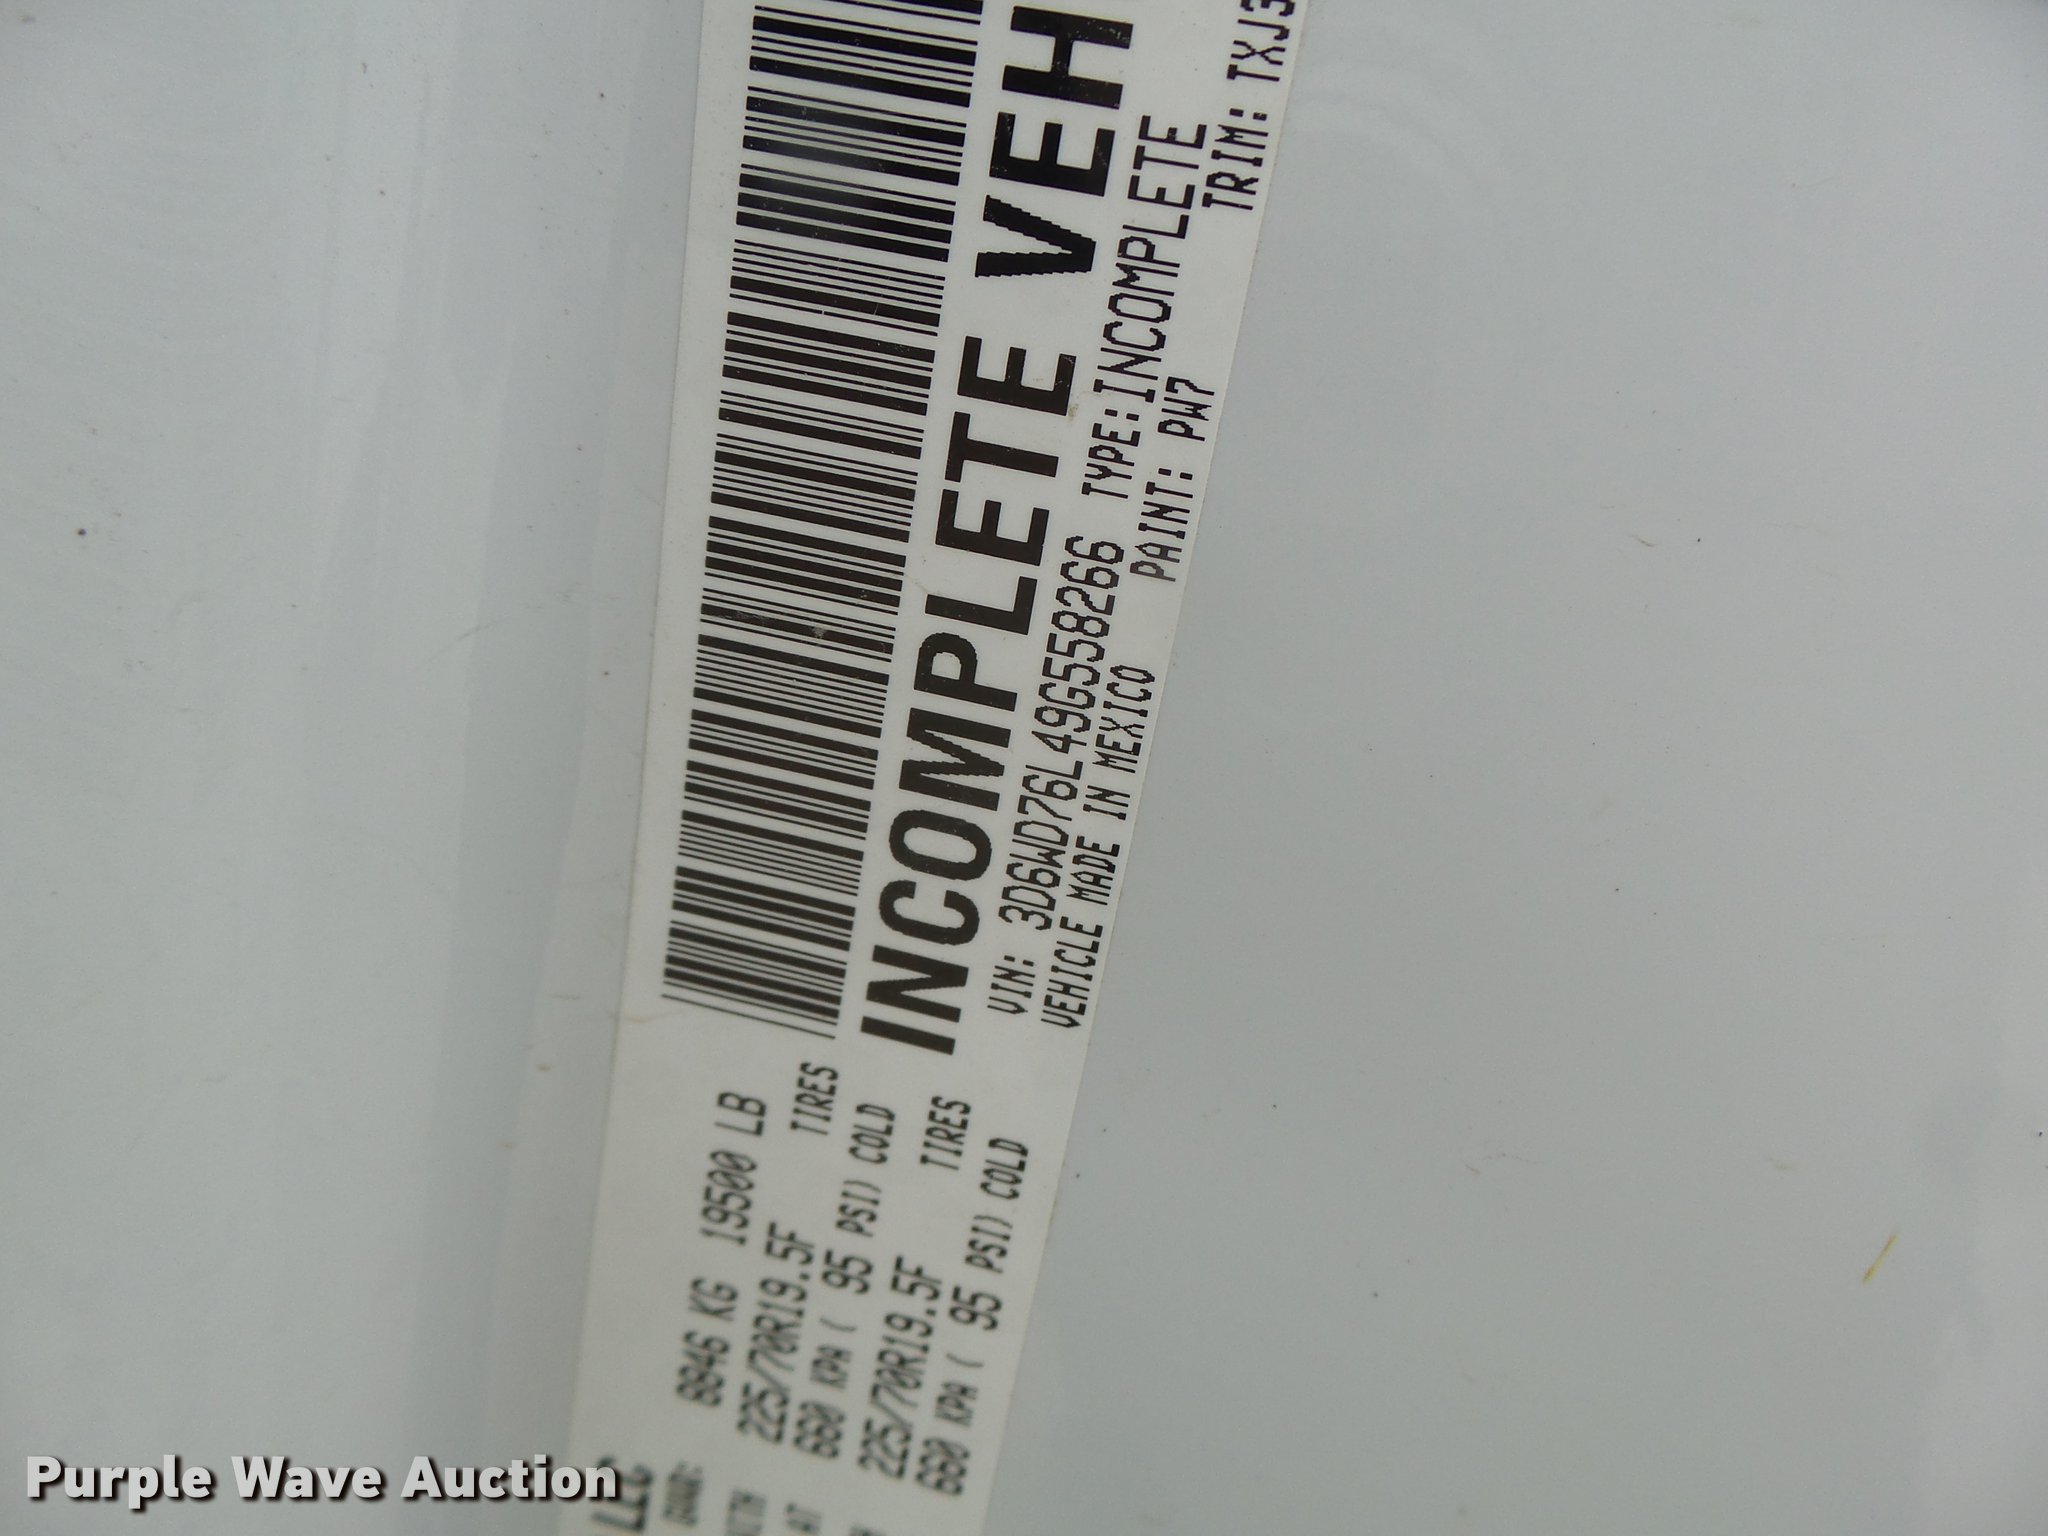 LLC
8846 KG 19500 LB
225/70R19.5F TIRES
AT 660 KPA ( 95 PSI) COLD
225/70R19.5F TIRES
660 KPA ( 95 PSI) COLD
INCOMPLETE VEH
VIN: 3D6WD76L49G558266 TYPE:INCOMPLETE
VEHICLE MADE IN MEXICO PAINT: PW7 TRIM: TXJ3
Purple Wave Auction